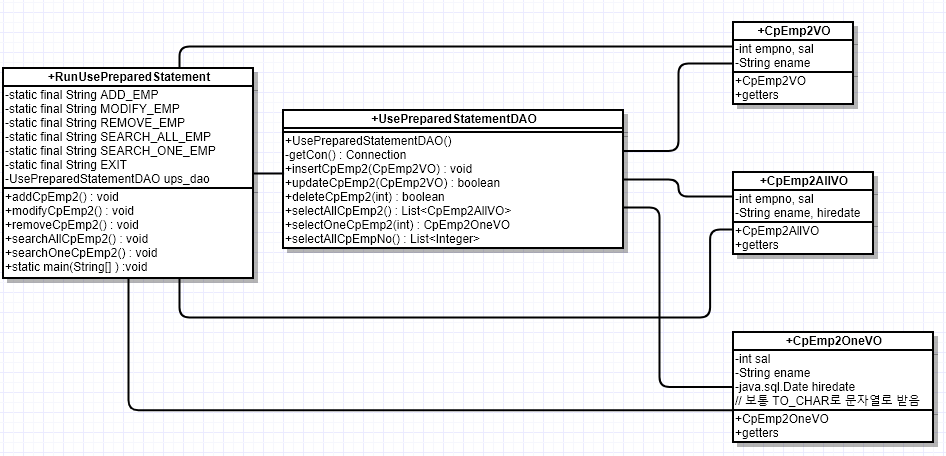 +RunUsePreparedStatement
-static final String ADD_EMP
-static final String MODIFY_EMP
-static final String REMOVE_EMP
-static final String SEARCH_ALL_EMP
-static final String SEARCH_ONE_EMP
-static final String EXIT
-UsePreparedStatementDAO ups_dao
+addCpEmp2() : void
+modifyCpEmp2() : void
+removeCpEmp2() : void
+searchAllCpEmp2() : void
+searchOneCpEmp2() : void
+static main(String[] ) :void
+UsePreparedStatementDAO
+UsePreparedStatementDAO()
-getCon() : Connection
+insertCpEmp2(CpEmp2VO) : void
+updateCpEmp2(CpEmp2VO) : boolean
+deleteCpEmp2(int) : boolean
+selectAllCpEmp2() : List<CpEmp2AllVO>
+selectOneCpEmp2(int) : CpEmp2OneVO
+selectAllCpEmpNo() : List<Integer>
+CpEmp2VO
-int empno, sal
-String ename
+CpEmp2VO
+getters
+CpEmp2AllVO
-int empno, sal
-String ename, hiredate
+CpEmp2AllVO
+getters
+CpEmp2OneVO
-int sal
-String ename
-java.sql.Date hiredate
// 보통 TO_CHAR로 문자열로 받음
+CpEmp2OneVO
+getters